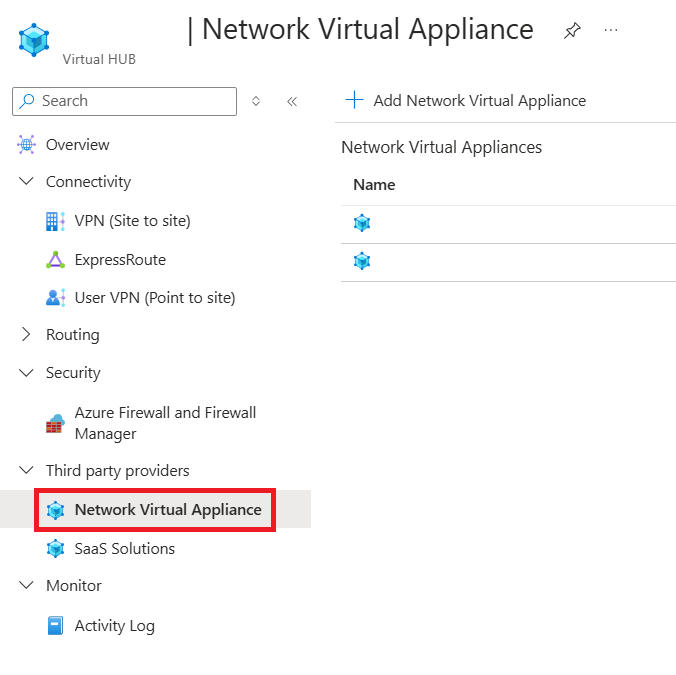 | Network Virtual Appliance
Virtual HUB
Search
Add Network Virtual Appliance
Overview
Network Virtual Appliances
Connectivity
Name
VPN (Site to site)
ExpressRoute
User VPN (Point to site)
Routing
Security
Azure Firewall and Firewall
Manager
Third party providers
Network Virtual Appliance
SaaS Solutions
Monitor
Activity Log